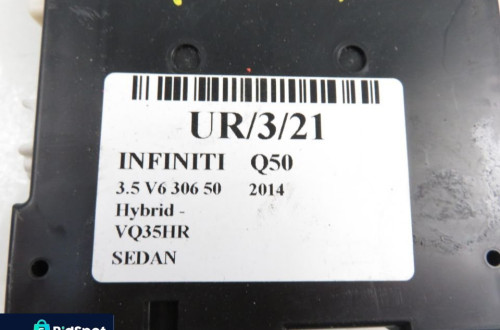 UR/3/21
INFINITI Q50
3.5 V6 306 50 2014
Hybrid -
VQ35HR
SEDAN
BidSpot